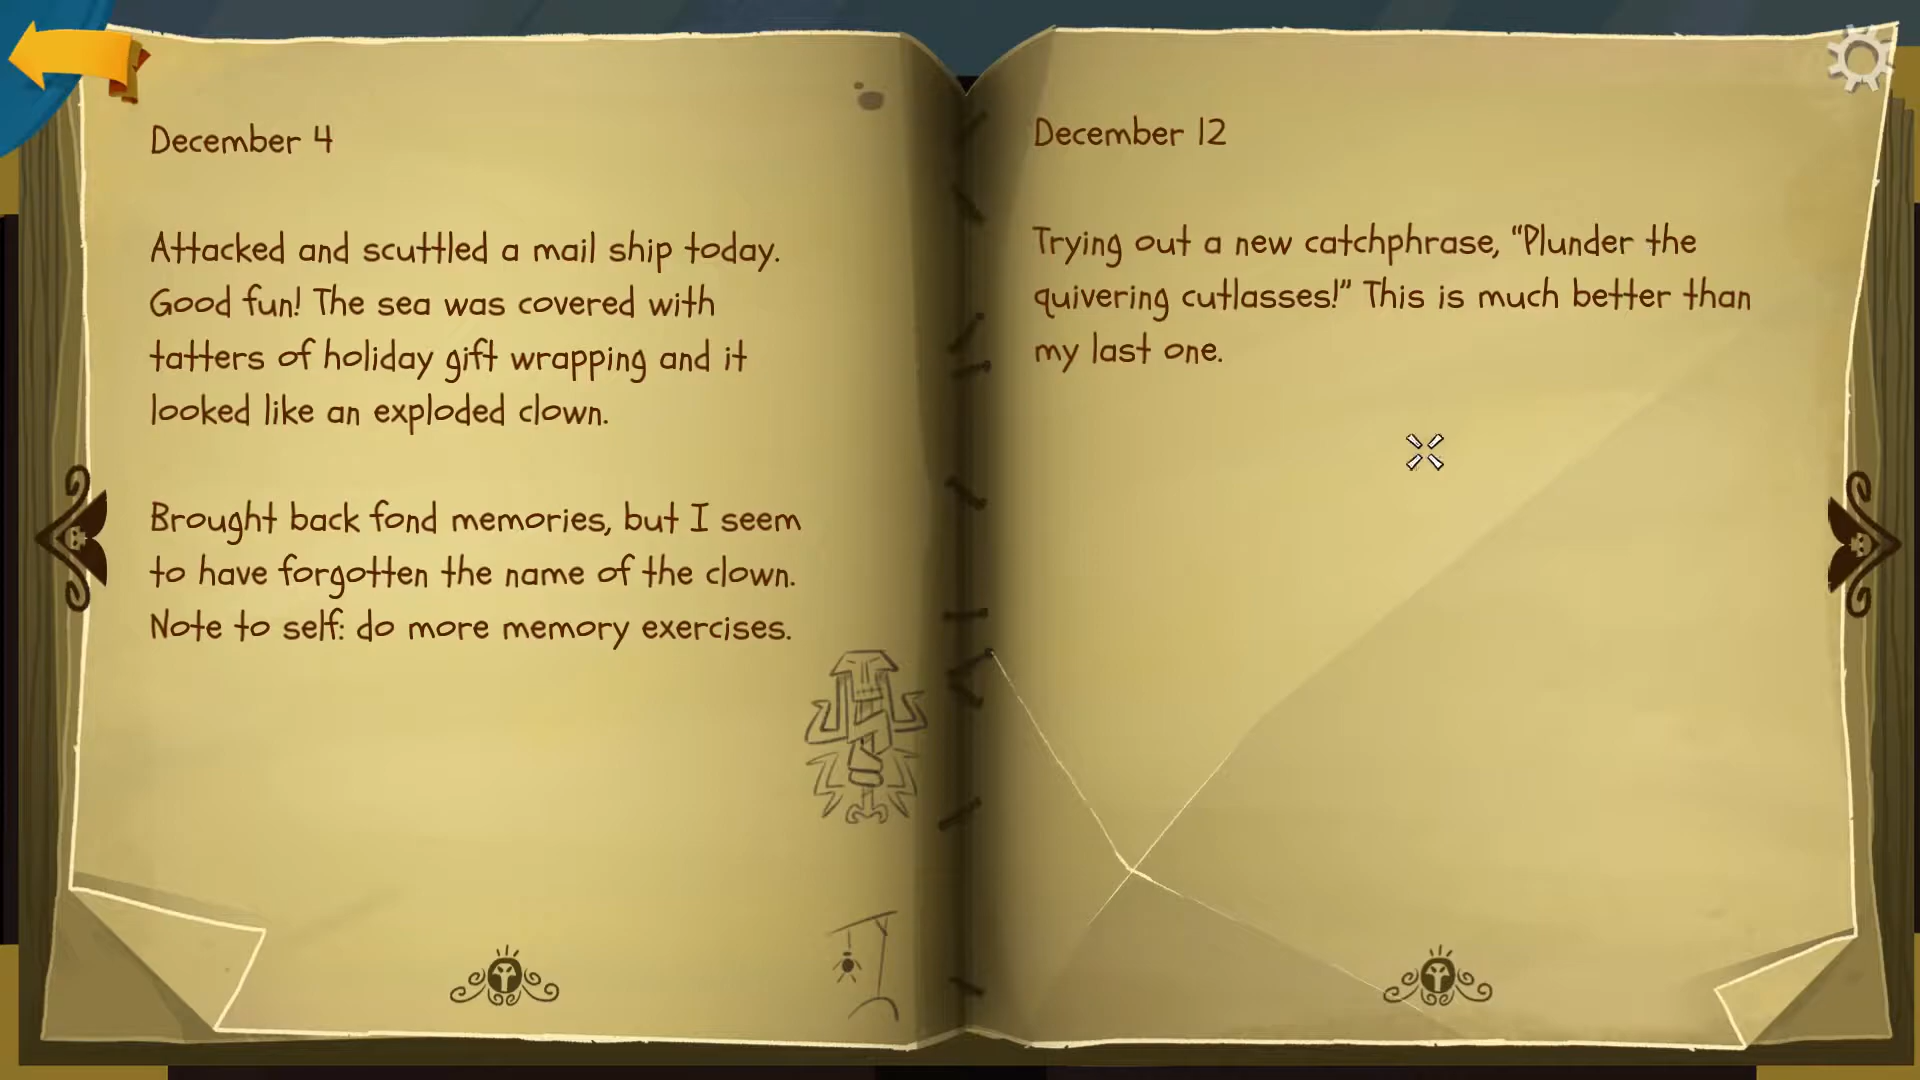 December 4
Attacked and scuttled a mail ship today.
Good fun! The sea was covered with
tatters of holiday gift wrapping and it
looked like an exploded clown.
Brought back fond memories, but I seem
to have forgotten the name of the clown.
Note to self: do more memory exercises.
December 12
Trying out a new catchphrase, “Plunder the
quivering cutlasses!” This is much better than
my last one.